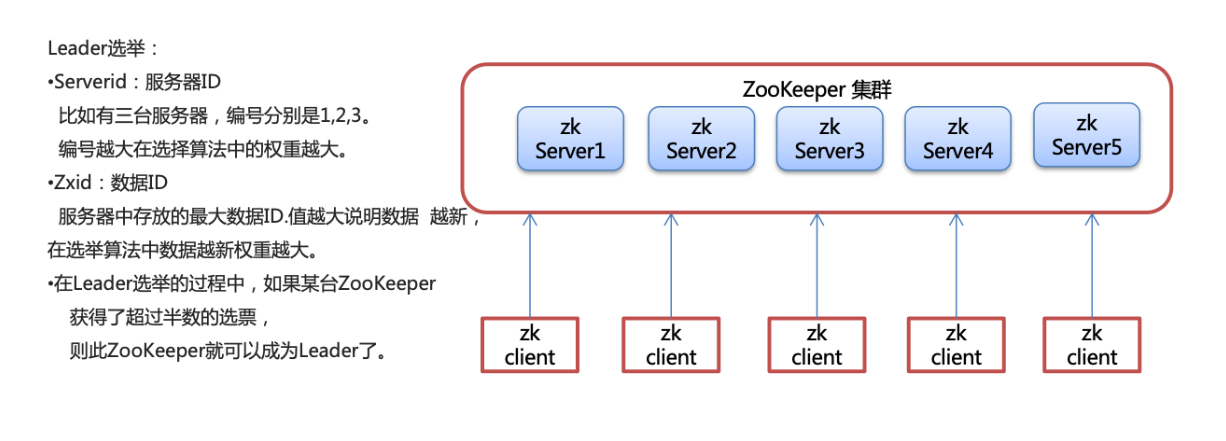 Leader选举：
•Serverid：服务器ID
比如有三台服务器，编号分别是1,2,3。
编号越大在选择算法中的权重越大。
•Zxid：数据ID
服务器中存放的最大数据ID.值越大说明数据 越新，
在选举算法中数据越新权重越大。
•在Leader选举的过程中，如果某台ZooKeeper
获得了超过半数的选票，
则此ZooKeeper就可以成为Leader了。
ZooKeeper 集群
zk
Server1
zk
Server2
zk
Server3
zk
Server4
zk
Server5
zk
client
zk
client
zk
client
zk
client
zk
client